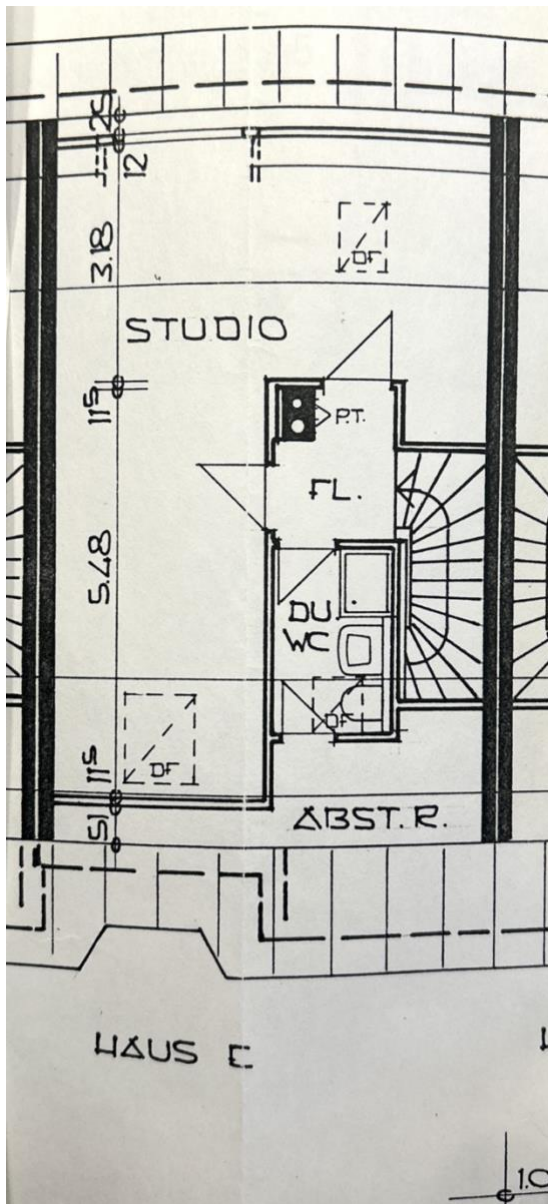 25
12
3.18
DF
STUDIO
11⁵
P.T.
FL.
5.48
DU.
WC
DF
11⁵
DF
51
ABST.R.
HAUS E
1.0